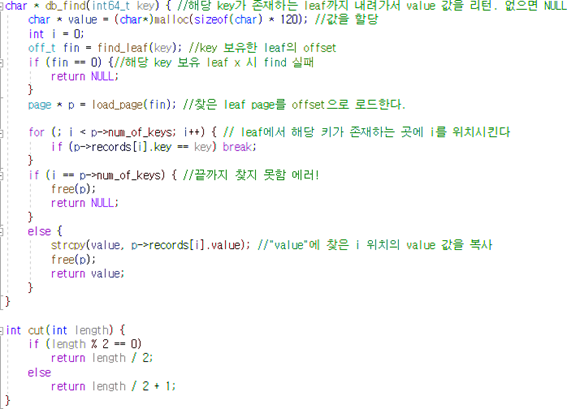 char * db_find(int64_t key) { //해당 key가 존재하는 leaf까지 내려가서 value 값을 리턴. 없으면 NULL
char * value = (char*)malloc(sizeof(char) * 120); //값을 할당
int i = 0;
off_t fin = find_leaf(key); //key 보유한 leaf의 offset
if (fin == 0) {//해당 key 보유 leaf x 시 find 실패
return NULL;
}
page * p = load_page(fin); //찾은 leaf page를 offset으로 로드한다.
for (; i < p->num_of_keys; i++) { // leaf에서 해당 키가 존재하는 곳에 i를 위치시킨다
if (p->records[i].key == key) break;
}
if (i == p->num_of_keys) { //끝까지 찾지 못함 에러!
free(p);
return NULL;
}
else {
strcpy(value, p->records[i].value); //"value"에 찾은 i 위치의 value 값을 복사
free(p);
return value;
}
}
int cut(int length) {
if (length % 2 == 0)
return length / 2;
else
return length / 2 + 1;
}